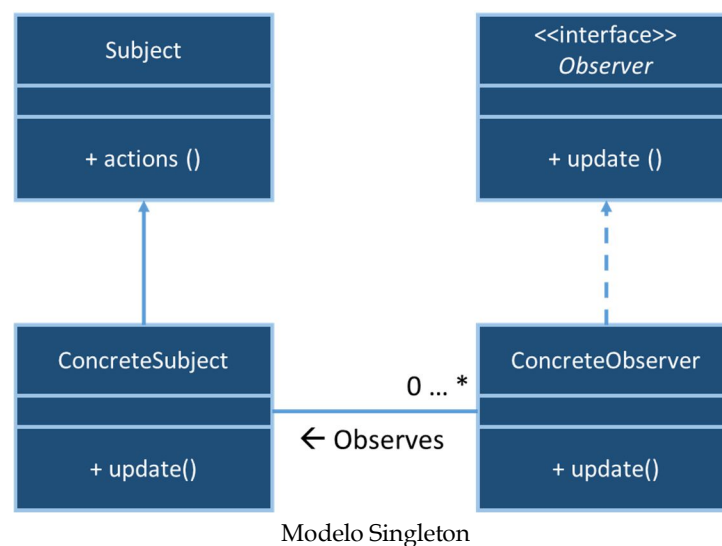 Subject
+ actions ()
<<interface>>
Observer
+ update ()
ConcreteSubject
+ update()
0 ... *
← Observes
ConcreteObserver
+ update()
Modelo Singleton